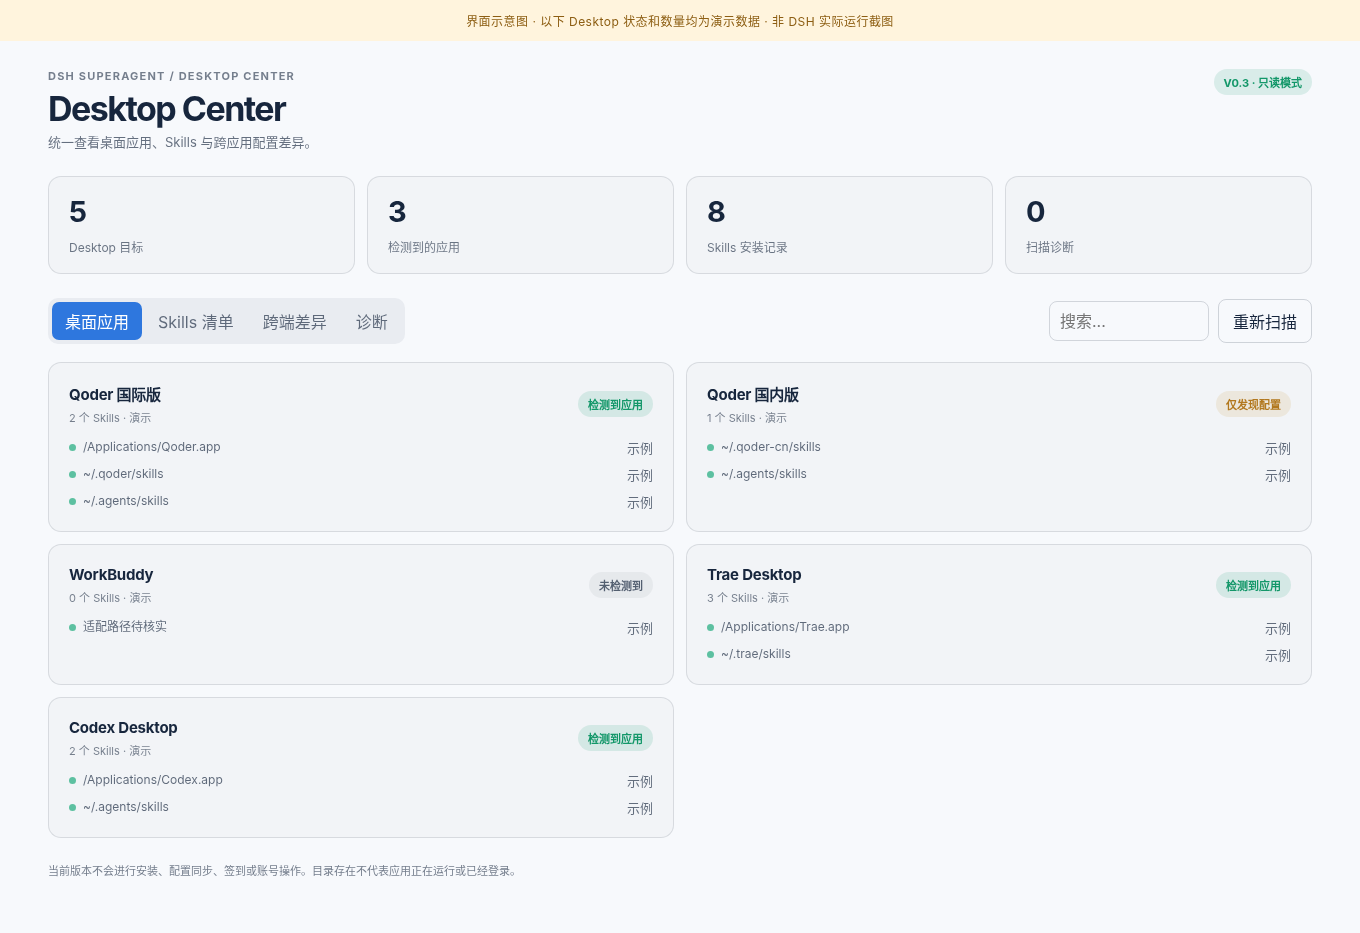 界面示意图 · 以下 Desktop 状态和数量均为演示数据 · 非 DSH 实际运行截图
DSH SUPERAGENT / DESKTOP CENTER
V0.3 · 只读模式
Desktop Center
统一查看桌面应用、Skills 与跨应用配置差异。
5
Desktop 目标
3
检测到的应用
8
Skills 安装记录
0
扫描诊断
桌面应用
Skills 清单
跨端差异
诊断
搜索...
重新扫描
Qoder 国际版
2 个 Skills · 演示
检测到应用
/Applications/Qoder.app 示例
~/.qoder/skills 示例
~/.agents/skills 示例
Qoder 国内版
1 个 Skills · 演示
仅发现配置
~/.qoder-cn/skills 示例
~/.agents/skills 示例
WorkBuddy
0 个 Skills · 演示
未检测到
适配路径待核实 示例
Trae Desktop
3 个 Skills · 演示
检测到应用
/Applications/Trae.app 示例
~/.trae/skills 示例
Codex Desktop
2 个 Skills · 演示
检测到应用
/Applications/Codex.app 示例
~/.agents/skills 示例
当前版本不会进行安装、配置同步、签到或账号操作。目录存在不代表应用正在运行或已经登录。